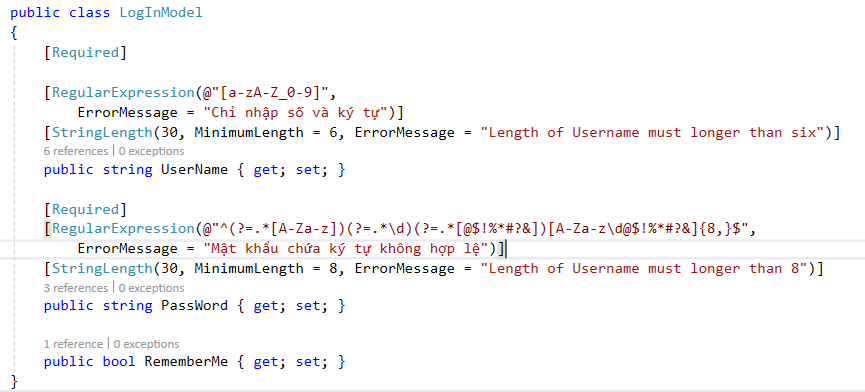 public class LogInModel
{
[Required]
[RegularExpression(@"[a-zA-Z_0-9]",
ErrorMessage = "Chỉ nhập số và ký tự")]
[StringLength(30, MinimumLength = 6, ErrorMessage = "Length of Username must longer than six")]
6 references | 0 exceptions
public string UserName { get; set; }
[Required]
[RegularExpression(@"^(?=.*[A-Za-z])(?=.*\d)(?=.*[@$!%*#?&])[A-Za-z\d@$!%*#?&]{8,}$",
ErrorMessage = "Mật khẩu chứa ký tự không hợp lệ")]
[StringLength(30, MinimumLength = 8, ErrorMessage = "Length of Username must longer than 8")]
3 references | 0 exceptions
public string PassWord { get; set; }
1 reference | 0 exceptions
public bool RememberMe { get; set; }
}